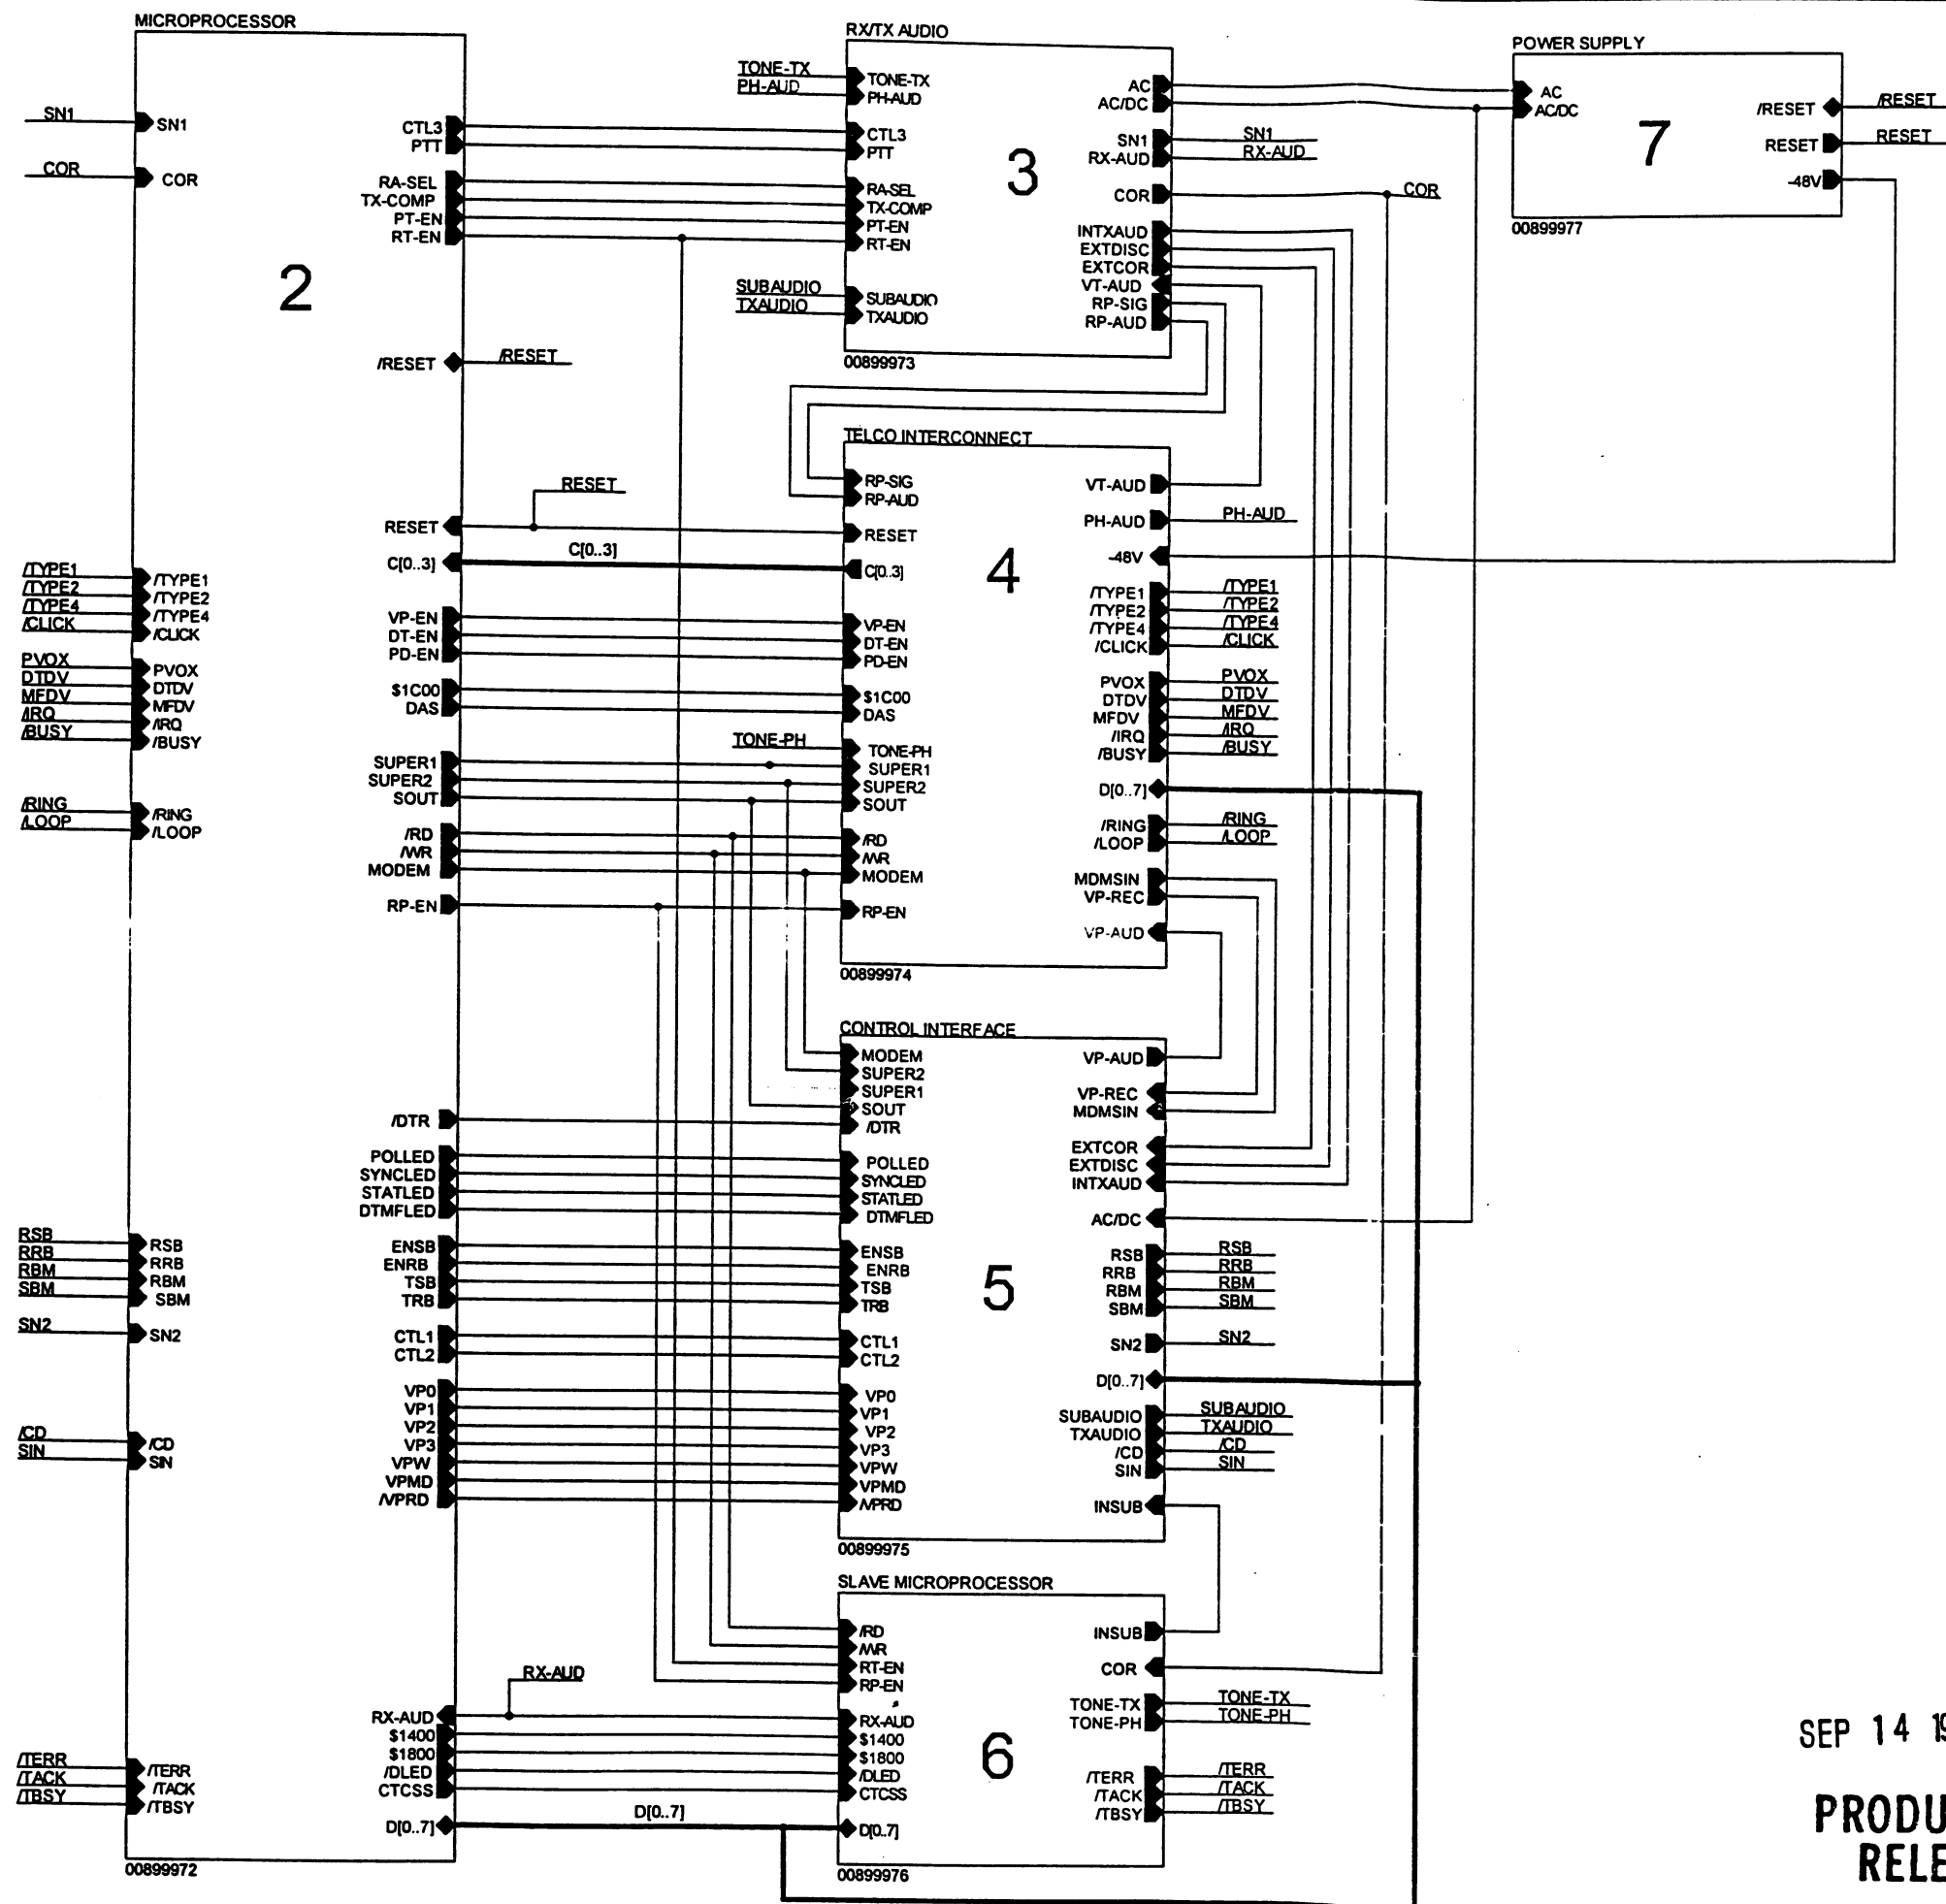 MICROPROCESSOR
SN1
SN1
COR
COR
CTL3
PTT
RA-SEL
TX-COMP
PT-EN
RT-EN
2
/RESET
/RESET
RESET
RESET
C[0..3]
C[0..3]
/TYPE1
/TYPE2
/TYPE4
/CLICK
/TYPE1
/TYPE2
/TYPE4
/CLICK
VP-EN
DT-EN
PD-EN
PVOX
DTDV
MFDV
/IRQ
/BUSY
PVOX
DTDV
MFDV
/IRQ
/BUSY
$1C00
DAS
SUPER1
SUPER2
SOUT
/RING
/LOOP
/RING
/LOOP
/RD
/WR
MODEM
RP-EN
/DTR
POLLED
SYNCLED
STATLED
DTMFLED
RSB
RRB
RBM
SBM
RSB
RRB
RBM
SBM
ENSB
ENRB
TSB
TRB
SN2
SN2
CTL1
CTL2
VP0
VP1
VP2
VP3
VPW
VPMD
/VPRD
/CD
SIN
/CD
SIN
RX-AUD
RX-AUD
$1400
$1800
/DLED
CTCSS
/TERR
/TACK
/TBSY
/TERR
/TACK
/TBSY
D[0..7]
D[0..7]
00899972
RX/TX AUDIO
TONE-TX
PH-AUD
TONE-TX
PH-AUD
CTL3
PTT
RA-SEL
TX-COMP
PT-EN
RT-EN
SUBAUDIO
TXAUDIO
SUBAUDIO
TXAUDIO
3
AC
AC/DC
SN1
RX-AUD
SN1
RX-AUD
COR
COR
INTXAUD
EXTDISC
EXTCOR
VT-AUD
RP-SIG
RP-AUD
00899973
TELCO INTERCONNECT
RP-SIG
RP-AUD
RESET
C[0..3]
VP-EN
DT-EN
PD-EN
$1C00
DAS
TONE-PH
TONE-PH
SUPER1
SUPER2
SOUT
/RD
/WR
MODEM
RP-EN
4
VT-AUD
PH-AUD
PH-AUD
-48V
/TYPE1
/TYPE2
/TYPE4
/CLICK
/TYPE1
/TYPE2
/TYPE4
/CLICK
PVOX
DTDV
MFDV
/IRQ
/BUSY
PVOX
DTDV
MFDV
/IRQ
/BUSY
D[0..7]
/RING
/LOOP
/RING
/LOOP
MDMSIN
VP-REC
VP-AUD
00899974
CONTROL INTERFACE
MODEM
SUPER2
SUPER1
SOUT
/DTR
POLLED
SYNCLED
STATLED
DTMFLED
ENSB
ENRB
TSB
TRB
CTL1
CTL2
VP0
VP1
VP2
VP3
VPW
VPMD
/VPRD
5
VP-AUD
VP-REC
MDMSIN
EXTCOR
EXTDISC
INTXAUD
AC/DC
RSB
RRB
RBM
SBM
RSB
RRB
RBM
SBM
SN2
SN2
D[0..7]
SUBAUDIO
TXAUDIO
/CD
SIN
SUBAUDIO
TXAUDIO
/CD
SIN
INSUB
00899975
SLAVE MICROPROCESSOR
/RD
/WR
RT-EN
RP-EN
RX-AUD
$1400
$1800
/DLED
CTCSS
D[0..7]
6
INSUB
COR
TONE-TX
TONE-PH
TONE-TX
TONE-PH
/TERR
/TACK
/TBSY
/TERR
/TACK
/TBSY
00899976
POWER SUPPLY
AC
AC/DC
7
/RESET
RESET
-48V
/RESET
RESET
00899977
SEP 14 19
PRODU
RELE